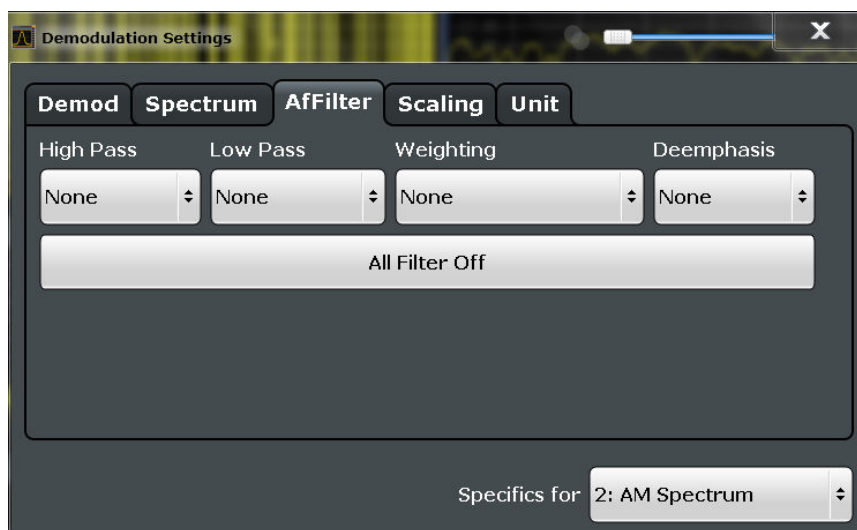 Demodulation Settings
X
Demod Spectrum AfFilter Scaling Unit
High Pass Low Pass Weighting Deemphasis
None None None None
All Filter Off
Specifics for 2: AM Spectrum